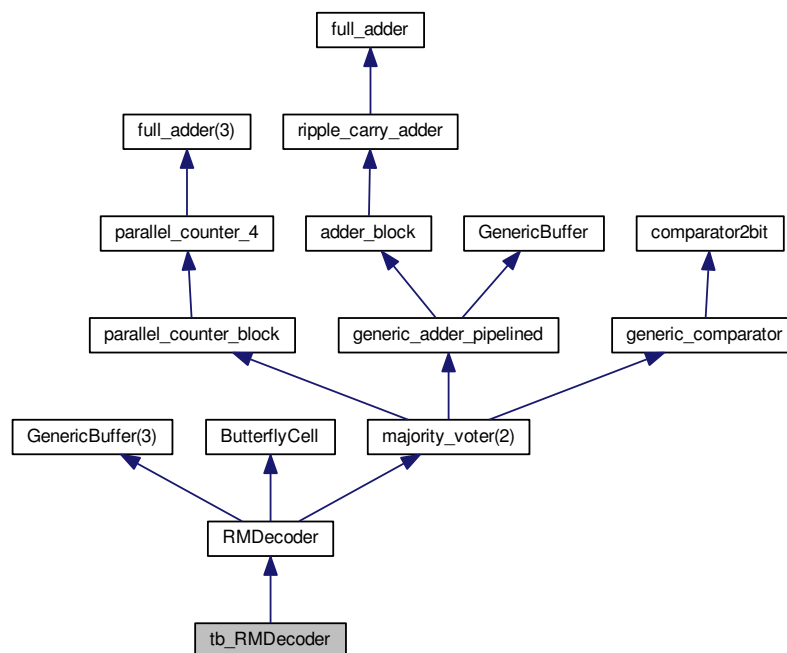 full_adder
full_adder(3)
ripple_carry_adder
parallel_counter_4
adder_block
GenericBuffer
comparator2bit
parallel_counter_block
generic_adder_pipelined
generic_comparator
GenericBuffer(3)
ButterflyCell
majority_voter(2)
RMDecoder
tb_RMDecoder